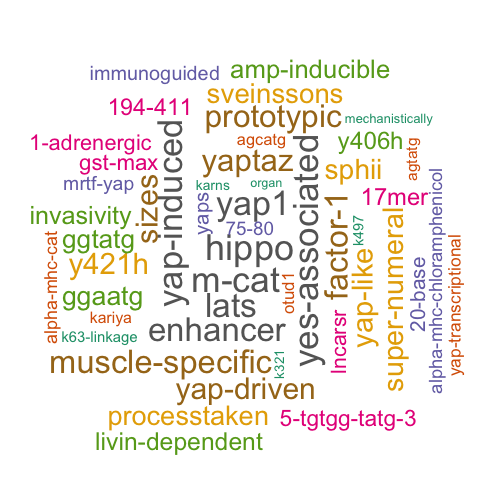 immunoguided
amp-inducible
sveinssons
194-411
prototypic
mechanistically
1-adrenergic
yap-induced
agcatg
yes-associated
y406h
agtatg
gst-max
yaptaz
sphii
mrtf-yap
karns
organ
17mer
alpha-mhc-chloramphenicol
sizes
yaps
yap1
factor-1
invasivity
75-80
k497
super-numeral
ggtatg
hippo
yap-like
20-base
yap-transcriptional
alpha-mhc-cat
y421h
m-cat
otud1
lncarsr
ggaatg
lats
kariya
enhancer
k63-linkage
muscle-specific
k321
yap-driven
processtaken
5-tgtgg-tatg-3
livin-dependent